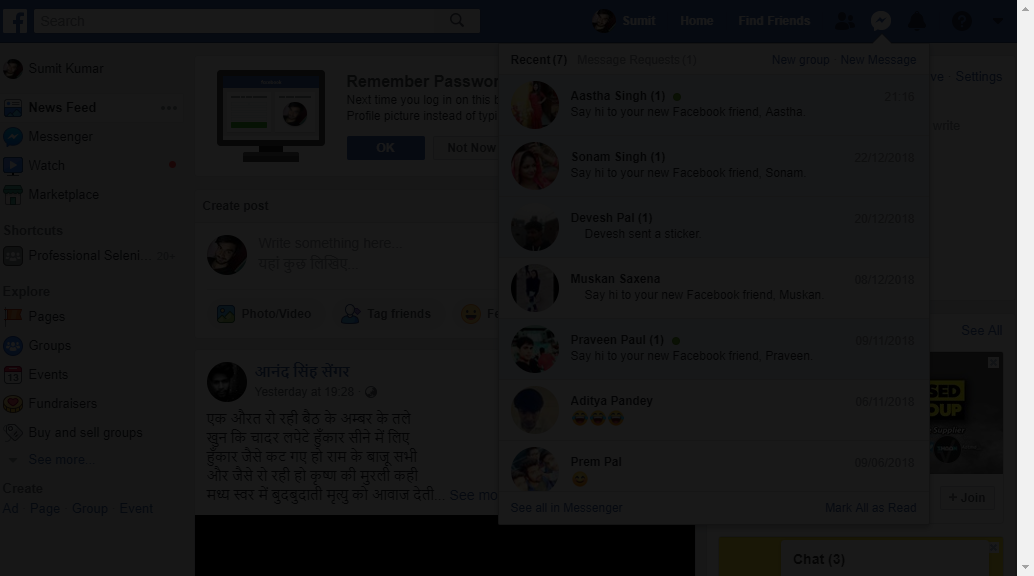 Search
Sumit
Home
Find Friends
Sumit Kumar
News Feed
Messenger
Watch
Marketplace
Shortcuts
Professional Seleni... 20+
Explore
Pages
Groups
Events
Fundraisers
Buy and sell groups
See more...
Create
Ad Page Group Event
Remember Passwor
Next time you log in on this b
Profile picture instead of typi
OK
Not Now
Create post
Write something here...
यहां कुछ लिखिए...
Photo/Video
Tag friends
Fe
आनंद सिंह सेंगर
Yesterday at 19:28 ·
एक औरत रो रही बैठ के अम्बर के तले
खून कि चादर लपेटे हुँकार सीने में लिए
हुँकार जैसे कट गए हो राम के बाजू सभी
और जैसे रो रही हो कृष्ण की मुरली कही
मध्य स्वर में बुदबुदाती मृत्यु को आवाज देती... See mo
Recent (7) Message Requests (1) New group New Message
Aastha Singh (1) 21:18
Say hi to your new Facebook friend, Aastha.
Sonam Singh (1) 22/12/2018
Say hi to your new Facebook friend, Sonam.
Devesh Pal (1) 20/12/2018
Devesh sent a sticker.
Muskan Saxena 08/12/2018
Say hi to your new Facebook friend, Muskan.
Praveen Paul (1) 09/11/2018
Say hi to your new Facebook friend, Praveen.
Aditya Pandey 06/11/2018
😂😂😂
Prem Pal 09/06/2018
See all in Messenger Mark All as Read
ve Settings
write
See All
SED
OUP
Supplier
+ Join
Chat (3)